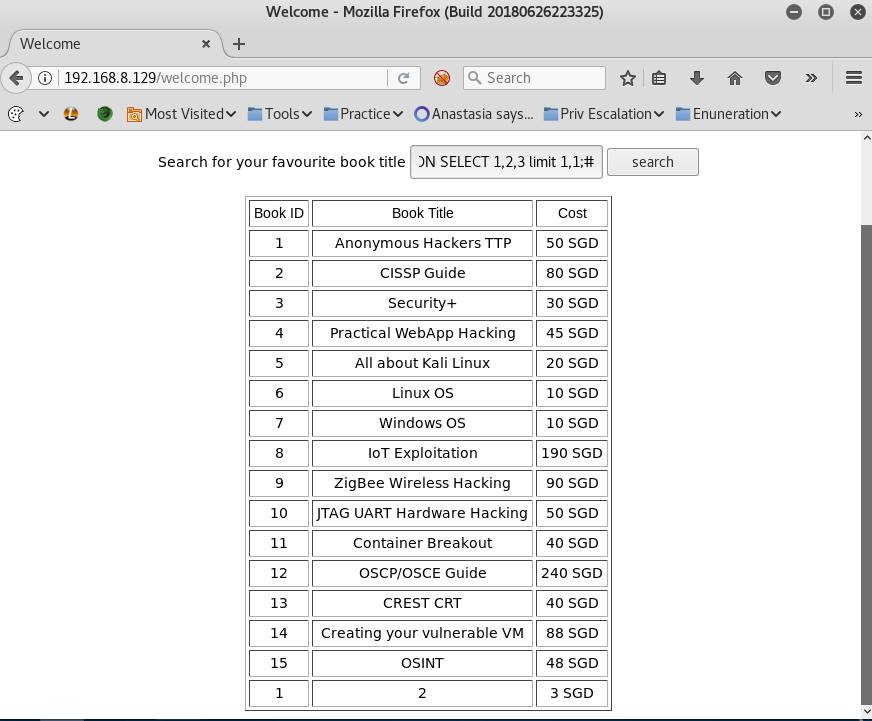 Welcome - Mozilla Firefox (Build 20180626223325)
Welcome
192.168.8.129/welcome.php Search
Most Visited Tools Practice Anastasia says... Priv Escalation Enuneration
Search for your favourite book title ON SELECT 1,2,3 limit 1,1;# search
Book ID Book Title Cost
1 Anonymous Hackers TTP 50 SGD
2 CISSP Guide 80 SGD
3 Security+ 30 SGD
4 Practical WebApp Hacking 45 SGD
5 All about Kali Linux 20 SGD
6 Linux OS 10 SGD
7 Windows OS 10 SGD
8 IoT Exploitation 190 SGD
9 ZigBee Wireless Hacking 90 SGD
10 JTAG UART Hardware Hacking 50 SGD
11 Container Breakout 40 SGD
12 OSCP/OSCE Guide 240 SGD
13 CREST CRT 40 SGD
14 Creating your vulnerable VM 88 SGD
15 OSINT 48 SGD
1 2 3 SGD